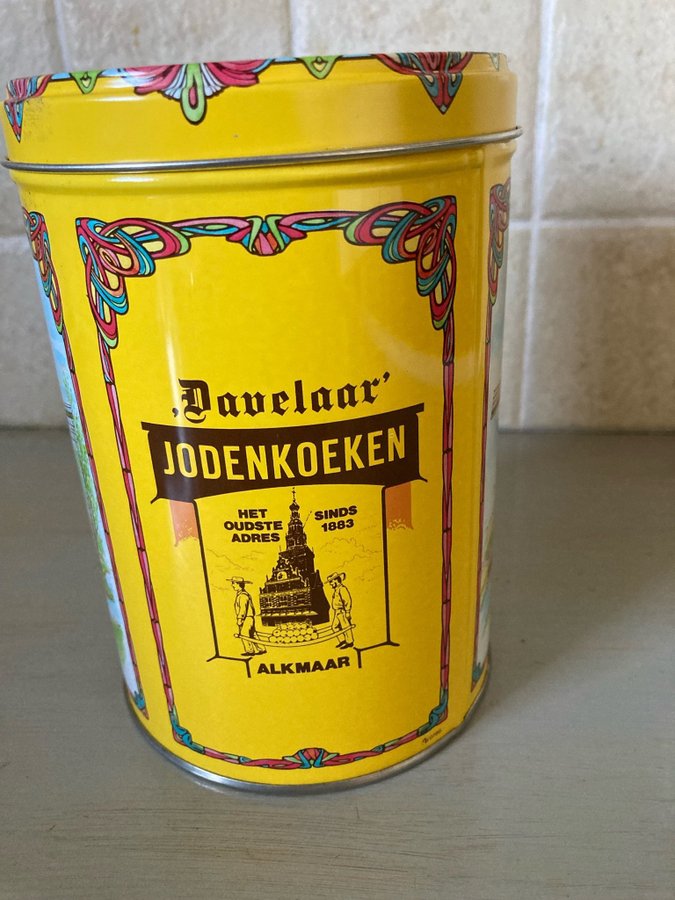 ‚Davelaar’
JODENKOEKEN
HET OUDSTE ADRES
SINDS 1883
ALKMAAR